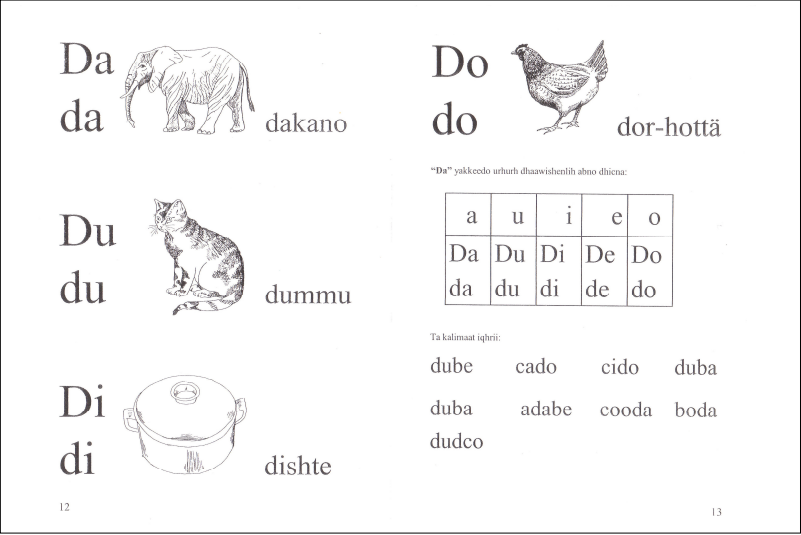 Da
da
dakano
Du
du
dummu
Di
di
dishte
12
Do
do
dor-hottä
“Da” yakkeedo urhurh dhaawishenlih abno dhicna:
a u i e o
Da Du Di De Do
da du di de do
Ta kalimaat iqhrii:
dube cado cido duba
duba adabe cooda boda
dudco
13